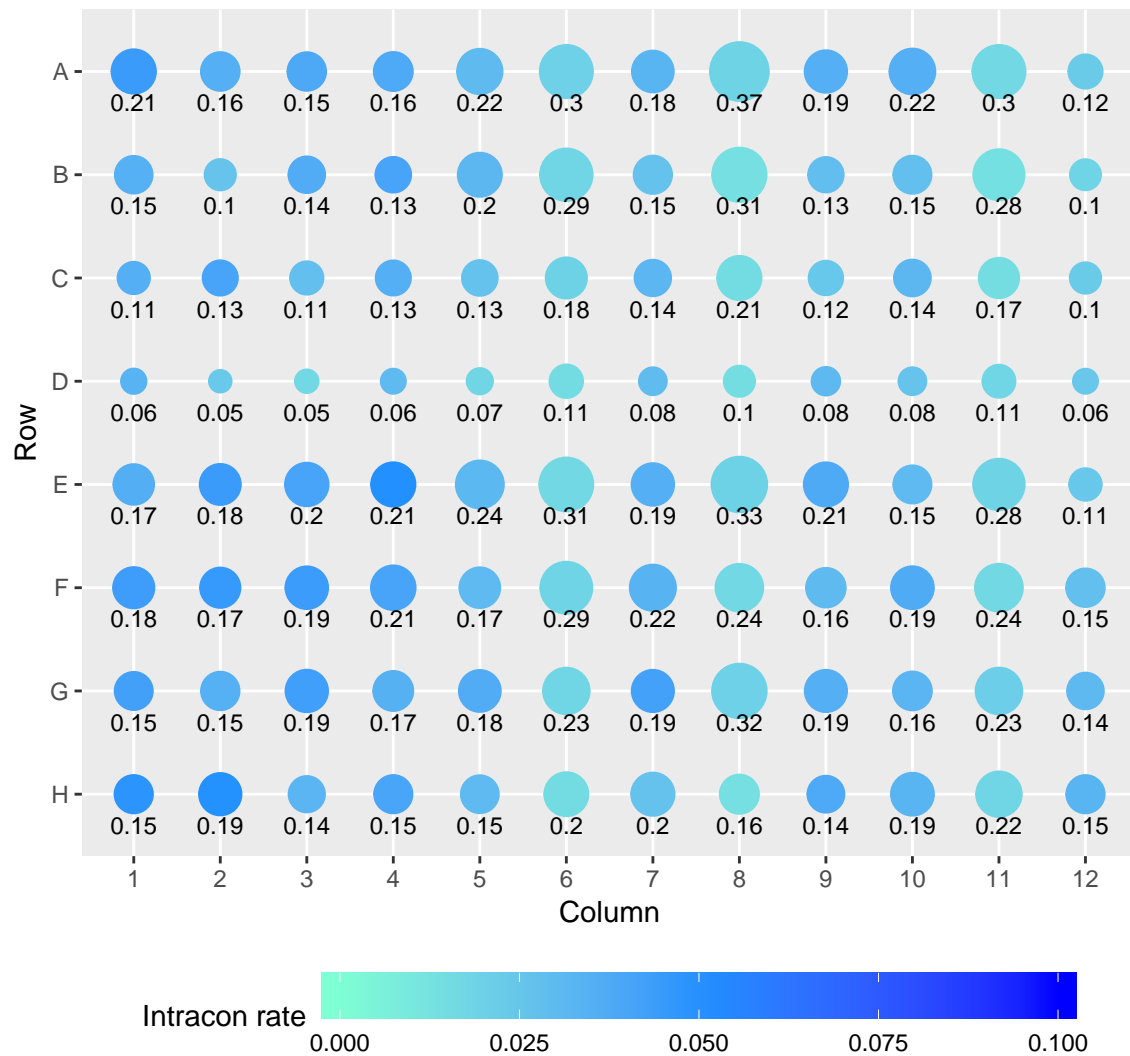 A
0.21 0.16 0.15 0.16 0.22 0.3 0.18 0.37 0.19 0.22 0.3 0.12
B
0.15 0.1 0.14 0.13 0.2 0.29 0.15 0.31 0.13 0.15 0.28 0.1
C
0.11 0.13 0.11 0.13 0.13 0.18 0.14 0.21 0.12 0.14 0.17 0.1
D
0.06 0.05 0.05 0.06 0.07 0.11 0.08 0.1 0.08 0.08 0.11 0.06
Row
E
0.17 0.18 0.2 0.21 0.24 0.31 0.19 0.33 0.21 0.15 0.28 0.11
F
0.18 0.17 0.19 0.21 0.17 0.29 0.22 0.24 0.16 0.19 0.24 0.15
G
0.15 0.15 0.19 0.17 0.18 0.23 0.19 0.32 0.19 0.16 0.23 0.14
H
0.15 0.19 0.14 0.15 0.15 0.2 0.2 0.16 0.14 0.19 0.22 0.15
1 2 3 4 5 6 7 8 9 10 11 12
Column
Intracon rate
0.000 0.025 0.050 0.075 0.100